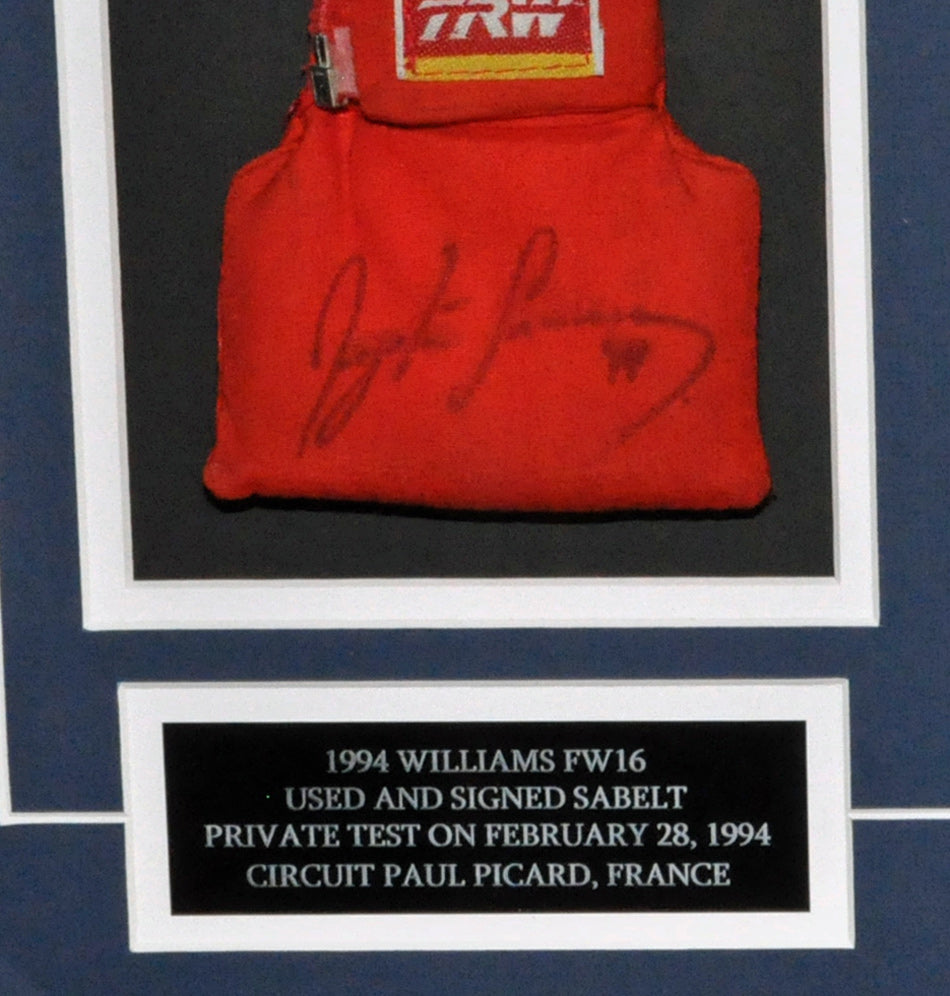 TRW
1994 WILLIAMS FW16
USED AND SIGNED SABELT
PRIVATE TEST ON FEBRUARY 28, 1994
CIRCUIT PAUL PICARD, FRANCE